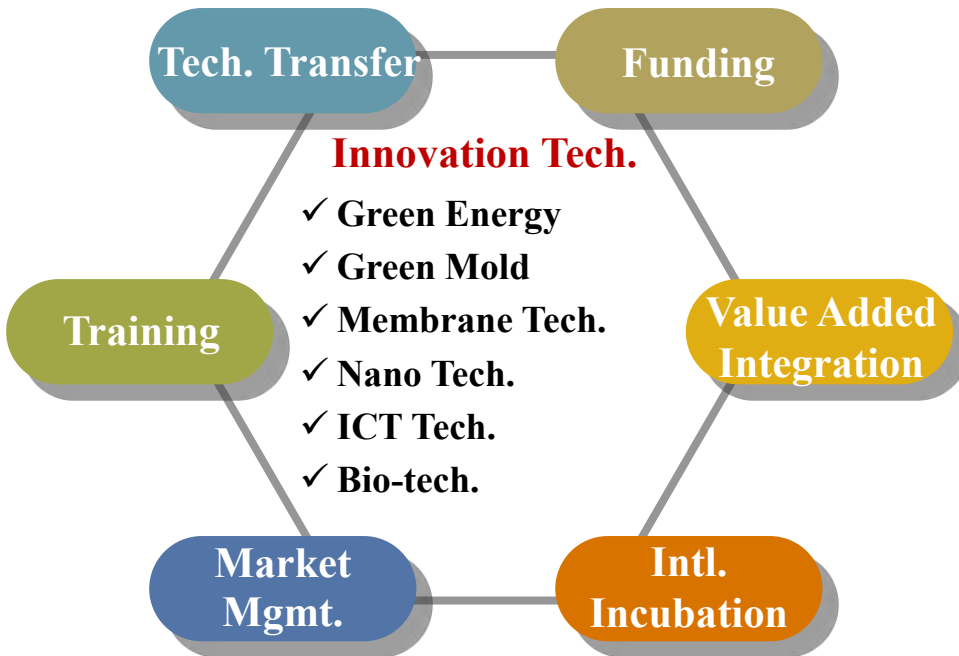 Tech. Transfer
Funding
Innovation Tech.
✓ Green Energy
✓ Green Mold
✓ Membrane Tech.
✓ Nano Tech.
✓ ICT Tech.
✓ Bio-tech.
Training
Value Added
Integration
Market
Mgmt.
Intl.
Incubation